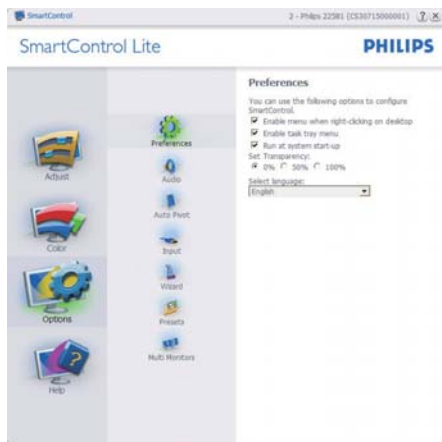 SmartControl
2 - Philips 225B1 (CS30715000001)
SmartControl Lite
PHILIPS
Adjust
Color
Options
Help
Preferences
Audio
Auto Pivot
Input
Wizard
Presets
Multi Monitors
Preferences
You can use the following options to configure
SmartControl.
Enable menu when right-clicking on desktop
Enable task tray menu
Run at system start-up
Set Transparency:
0% 50% 100%
Select language:
English